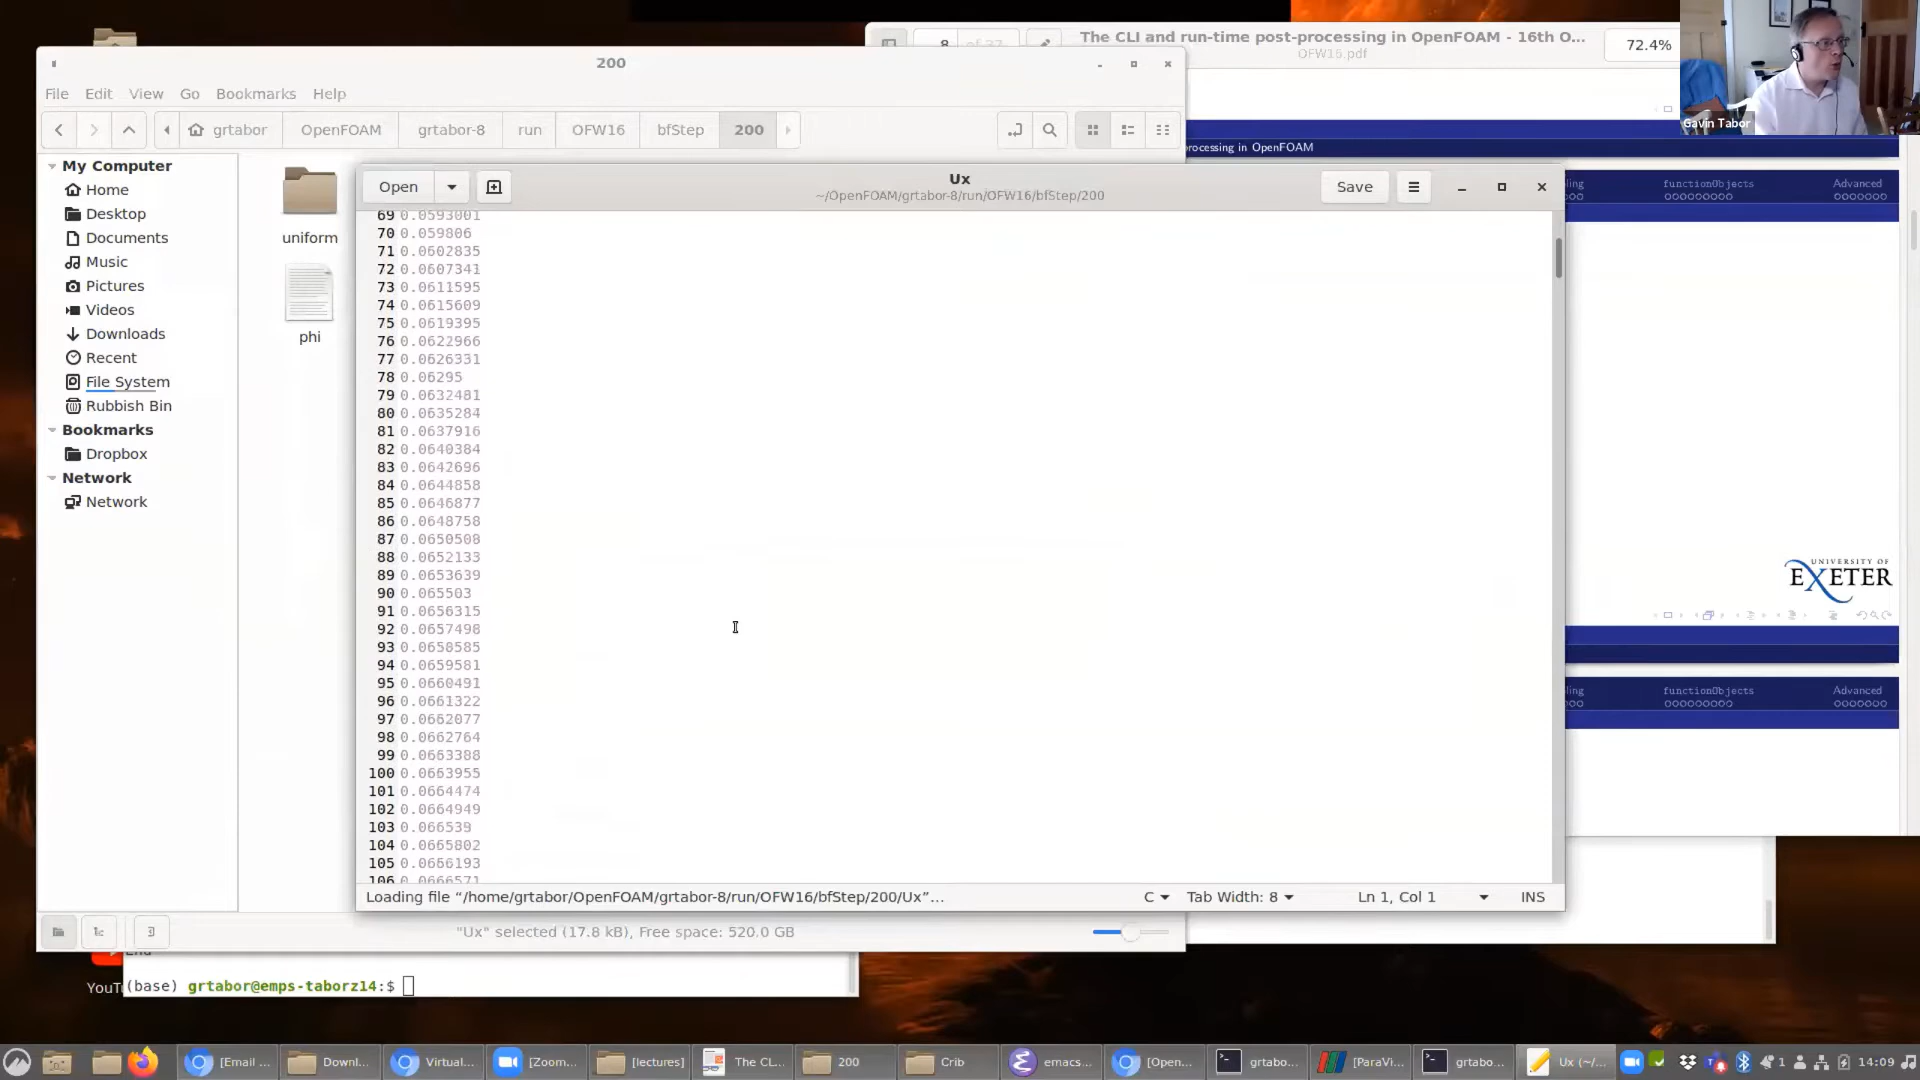 The CLI and run-time post-processing in OpenFOAM - 16th O...
OFW16.pdf
8 of 37
72.4%
Gavin Tabor
200
File Edit View Go Bookmarks Help
grtabor OpenFOAM grtabor-8 run OFW16 bfStep 200
rocessing in OpenFOAM
My Computer
Home
Desktop
Documents
Music
Pictures
Videos
Downloads
Recent
File System
Rubbish Bin
Bookmarks
Dropbox
Network
Network
uniform
phi
Open
Ux
~/OpenFOAM/grtabor-8/run/OFW16/bfStep/200
Save
69 0.0593001
70 0.059806
71 0.0602835
72 0.0607341
73 0.0611595
74 0.0615609
75 0.0619395
76 0.0622966
77 0.0626331
78 0.06295
79 0.0632481
80 0.0635284
81 0.0637916
82 0.0640384
83 0.0642696
84 0.0644858
85 0.0646877
86 0.0648758
87 0.0650508
88 0.0652133
89 0.0653639
90 0.065503
91 0.0656315
92 0.0657498
93 0.0658585
94 0.0659581
95 0.0660491
96 0.0661322
97 0.0662077
98 0.0662764
99 0.0663388
100 0.0663955
101 0.0664474
102 0.0664949
103 0.066539
104 0.0665802
105 0.0666193
106 0.0666571
Loading file “/home/grtabor/OpenFOAM/grtabor-8/run/OFW16/bfStep/200/Ux”...
C Tab Width: 8 Ln 1, Col 1 INS
"Ux" selected (17.8 kB), Free space: 520.0 GB
ling functionObjects Advanced
UNIVERSITY OF
EXETER
ling functionObjects Advanced
End
YouT
(base) grtabor@emps-taborz14:$
[Email ... Downl... Virtual... [Zoom... [lectures] The CL... 200 Crib emacs... [Open... grtabo... [ParaVi... grtabo... Ux (~/... 1 14:09